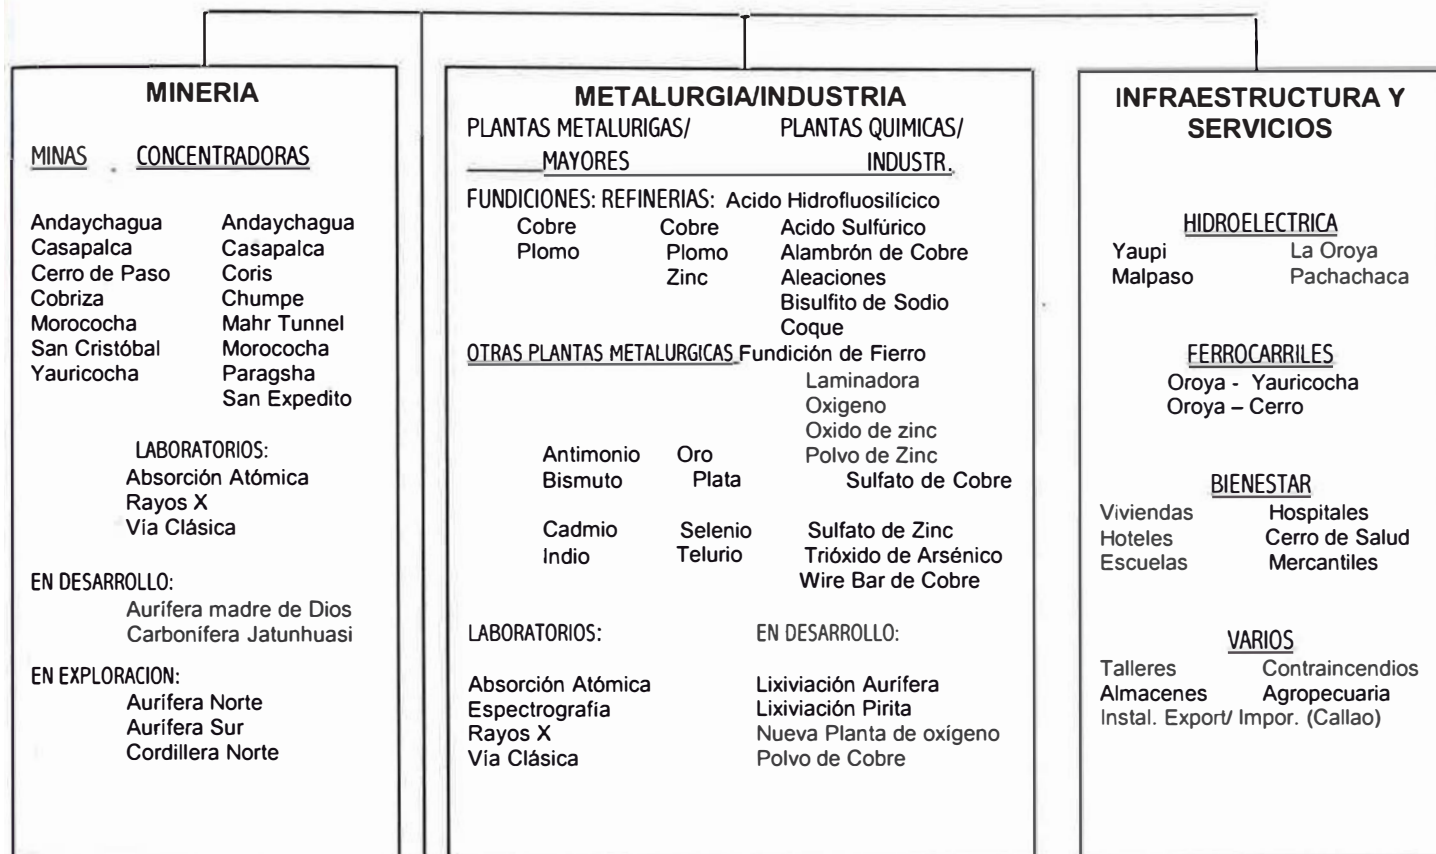 MINERIA
MINAS CONCENTRADORAS
Andaychagua Andaychagua
Casapalca Casapalca
Cerro de Paso Coris
Cobriza Chumpe
Morococha Mahr Tunnel
San Cristóbal Morococha
Yauricocha Paragsha
San Expedito
LABORATORIOS:
Absorción Atómica
Rayos X
Vía Clásica
EN DESARROLLO:
Aurífera madre de Dios
Carbonífera Jatunhuasi
EN EXPLORACION:
Aurífera Norte
Aurífera Sur
Cordillera Norte
METALURGIA/INDUSTRIA
PLANTAS METALURIGAS/ PLANTAS QUIMICAS/
MAYORES INDUSTR.
FUNDICIONES: REFINERIAS: Acido Hidrofluosilícico
Cobre Cobre Acido Sulfúrico
Plomo Plomo Alambrón de Cobre
Zinc Aleaciones
Bisulfito de Sodio
Coque
OTRAS PLANTAS METALURGICAS Fundición de Fierro
Laminadora
Oxigeno
Oxido de zinc
Antimonio Oro Polvo de Zinc
Bismuto Plata Sulfato de Cobre
Cadmio Selenio Sulfato de Zinc
Indio Telurio Trióxido de Arsénico
Wire Bar de Cobre
LABORATORIOS: EN DESARROLLO:
Absorción Atómica Lixiviación Aurífera
Espectrografía Lixiviación Pirita
Rayos X Nueva Planta de oxígeno
Vía Clásica Polvo de Cobre
INFRAESTRUCTURA Y
SERVICIOS
HIDROELECTRICA
Yaupi La Oroya
Malpaso Pachachaca
FERROCARRILES
Oroya - Yauricocha
Oroya – Cerro
BIENESTAR
Viviendas Hospitales
Hoteles Cerro de Salud
Escuelas Mercantiles
VARIOS
Talleres Contraincendios
Almacenes Agropecuaria
Instal. Export/ Impor. (Callao)